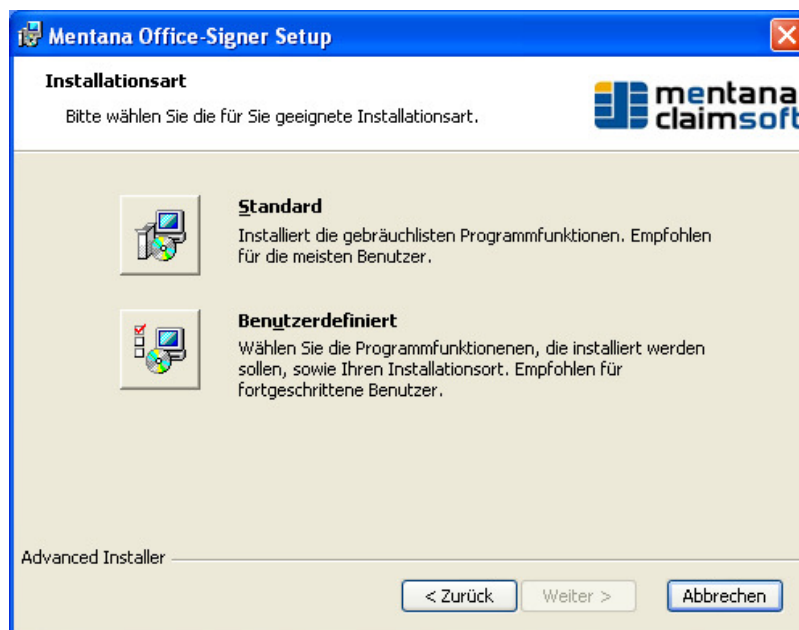 Mentana Office-Signer Setup
Installationsart
Bitte wählen Sie die für Sie geeignete Installationsart.
mentana
claimsoft
Standard
Installiert die gebräuchlisten Programmfunktionen. Empfohlen
für die meisten Benutzer.
Benutzerdefiniert
Wählen Sie die Programmfunktionenen, die installiert werden
sollen, sowie Ihren Installationsort. Empfohlen für
fortgeschrittene Benutzer.
Advanced Installer
< Zurück
Weiter >
Abbrechen